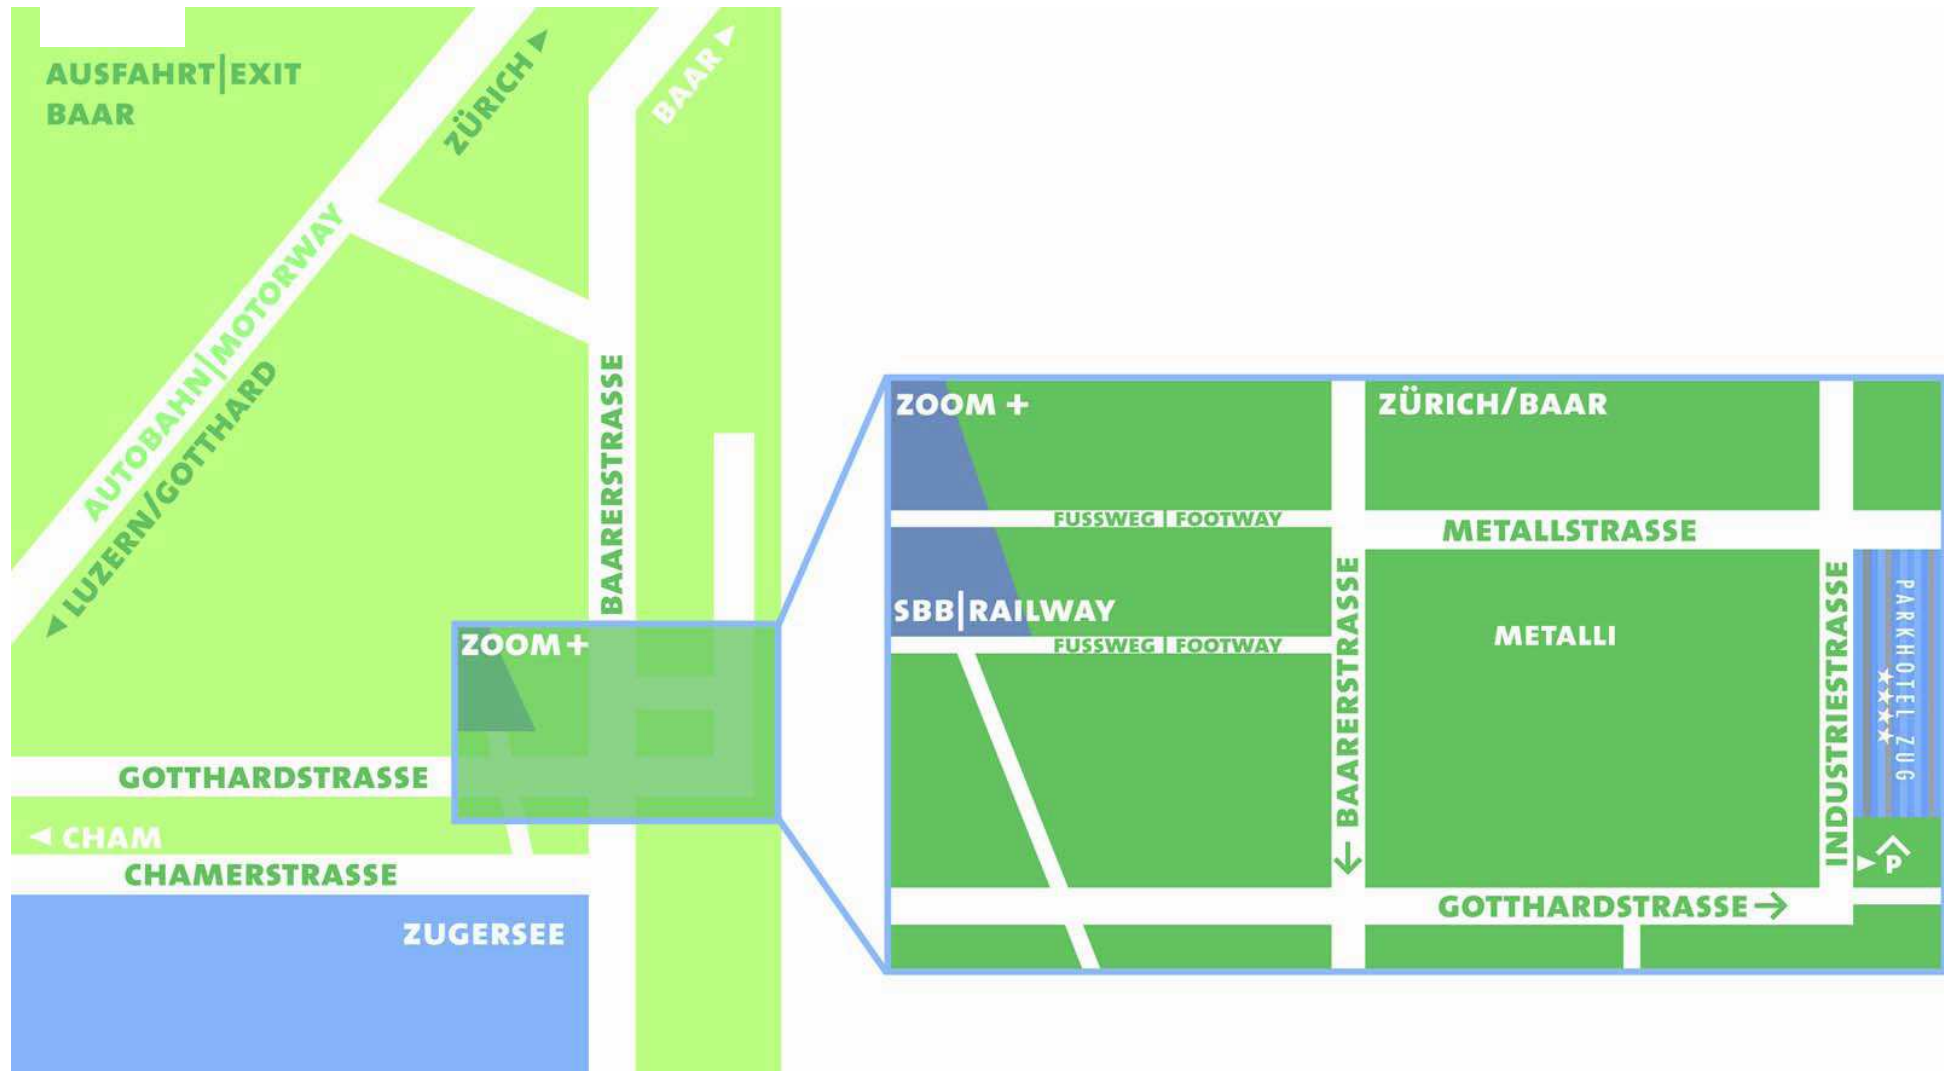 AUSFAHRT|EXIT
BAAR
ZÜRICH
BAAR
AUTOBAHN|MOTORWAY
LUZERN/GOTTHARD
BAARERSTRASSE
ZOOM+
GOTTHARDSTRASSE
CHAM
CHAMERSTRASSE
ZUGERSEE
ZOOM +
ZÜRICH/BAAR
FUSSWEG | FOOTWAY
METALLSTRASSE
SBB|RAILWAY
FUSSWEG | FOOTWAY
METALLI
BAARERSTRASSE
INDUSTRIESTRASSE
PARKHOTEL ZUG
P
GOTTHARDSTRASSE